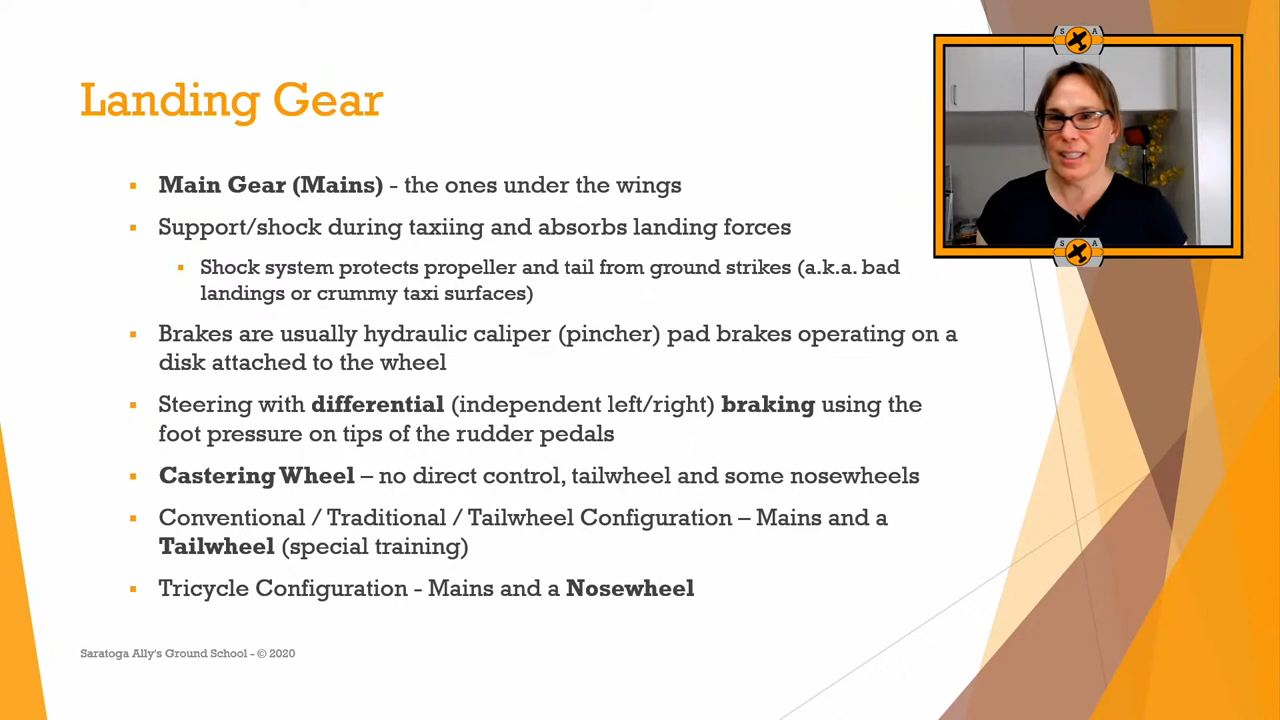 Landing Gear
S A
Main Gear (Mains) - the ones under the wings
Support/shock during taxiing and absorbs landing forces
Shock system protects propeller and tail from ground strikes (a.k.a. bad
landings or crummy taxi surfaces)
S A
Brakes are usually hydraulic caliper (pincher) pad brakes operating on a
disk attached to the wheel
Steering with differential (independent left/right) braking using the
foot pressure on tips of the rudder pedals
Castering Wheel – no direct control, tailwheel and some nosewheels
Conventional / Traditional / Tailwheel Configuration – Mains and a
Tailwheel (special training)
Tricycle Configuration - Mains and a Nosewheel
Saratoga Ally's Ground School - © 2020